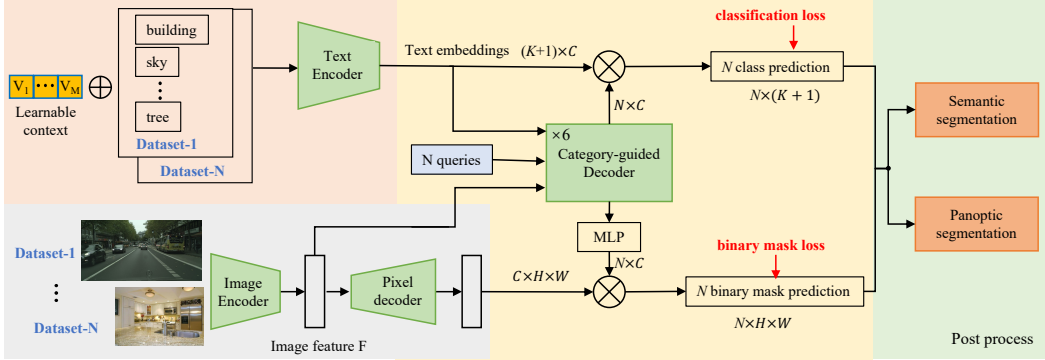 building
sky
tree
Dataset-1
Dataset-N
V₁ ··· V_M
Learnable
context
Text
Encoder
Text embeddings (K+1)×C
N×C
×6
Category-guided
Decoder
N queries
MLP
N×C
classification loss
N class prediction
N×(K + 1)
binary mask loss
N binary mask prediction
N×H×W
Semantic
segmentation
Panoptic
segmentation
Post process
Dataset-1
Dataset-N
Image
Encoder
Pixel
decoder
C×H×W
Image feature F